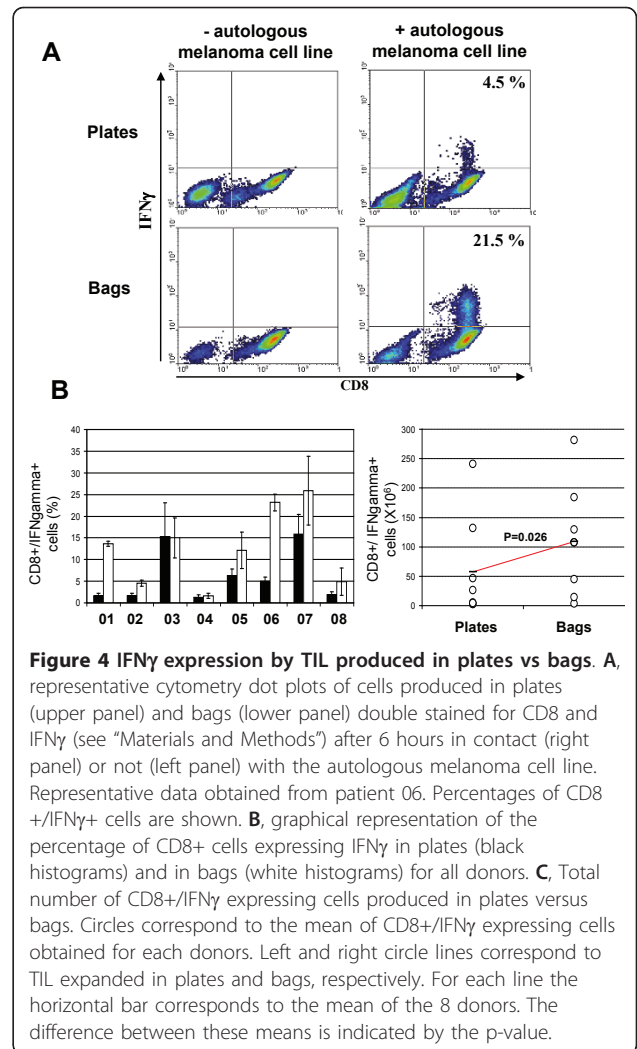 - autologous melanoma cell line
+ autologous melanoma cell line
A
Plates
4.5 %
IFNγ
Bags
21.5 %
10⁰ 10¹ 10² 10³
CD8
B
CD8+/IFNgamma+ cells (%)
40
35
30
25
20
15
10
5
0
01 02 03 04 05 06 07 08
CD8+/ IFNgamma+ cells (X10⁶)
300
250
200
150
100
50
0
P=0.026
Plates Bags
Figure 4 IFNγ expression by TIL produced in plates vs bags. A,
representative cytometry dot plots of cells produced in plates
(upper panel) and bags (lower panel) double stained for CD8 and
IFNγ (see "Materials and Methods") after 6 hours in contact (right
panel) or not (left panel) with the autologous melanoma cell line.
Representative data obtained from patient 06. Percentages of CD8
+/IFNγ+ cells are shown. B, graphical representation of the
percentage of CD8+ cells expressing IFNγ in plates (black
histograms) and in bags (white histograms) for all donors. C, Total
number of CD8+/IFNγ expressing cells produced in plates versus
bags. Circles correspond to the mean of CD8+/IFNγ expressing cells
obtained for each donors. Left and right circle lines correspond to
TIL expanded in plates and bags, respectively. For each line the
horizontal bar corresponds to the mean of the 8 donors. The
difference between these means is indicated by the p-value.